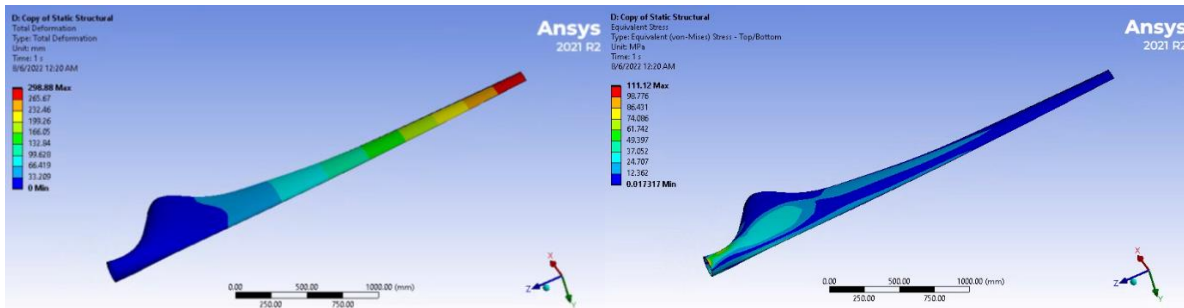 D: Copy of Static Structural
Total Deformation
Type: Total Deformation
Unit: mm
Time: 1 s
8/6/2022 12:20 AM
298.88 Max
265.67
232.46
199.26
166.05
132.84
99.628
66.419
33.209
0 Min
Ansys
2021 R2
0.00
500.00
1000.00 (mm)
250.00
750.00
X
Z
Y
D: Copy of Static Structural
Equivalent Stress
Type: Equivalent (von-Mises) Stress - Top/Bottom
Unit: MPa
Time: 1 s
8/6/2022 12:20 AM
111.12 Max
98.776
86.431
74.086
61.742
49.397
37.052
24.707
12.362
0.017317 Min
Ansys
2021 R2
0.00
500.00
1000.00 (mm)
250.00
750.00
X
Z
Y